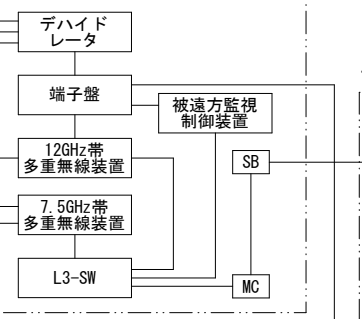 デハイド
レータ
端子盤
被遠方監視
制御装置
12GHz帯
多重無線装置
SB
7.5GHz帯
多重無線装置
L3-SW
MC